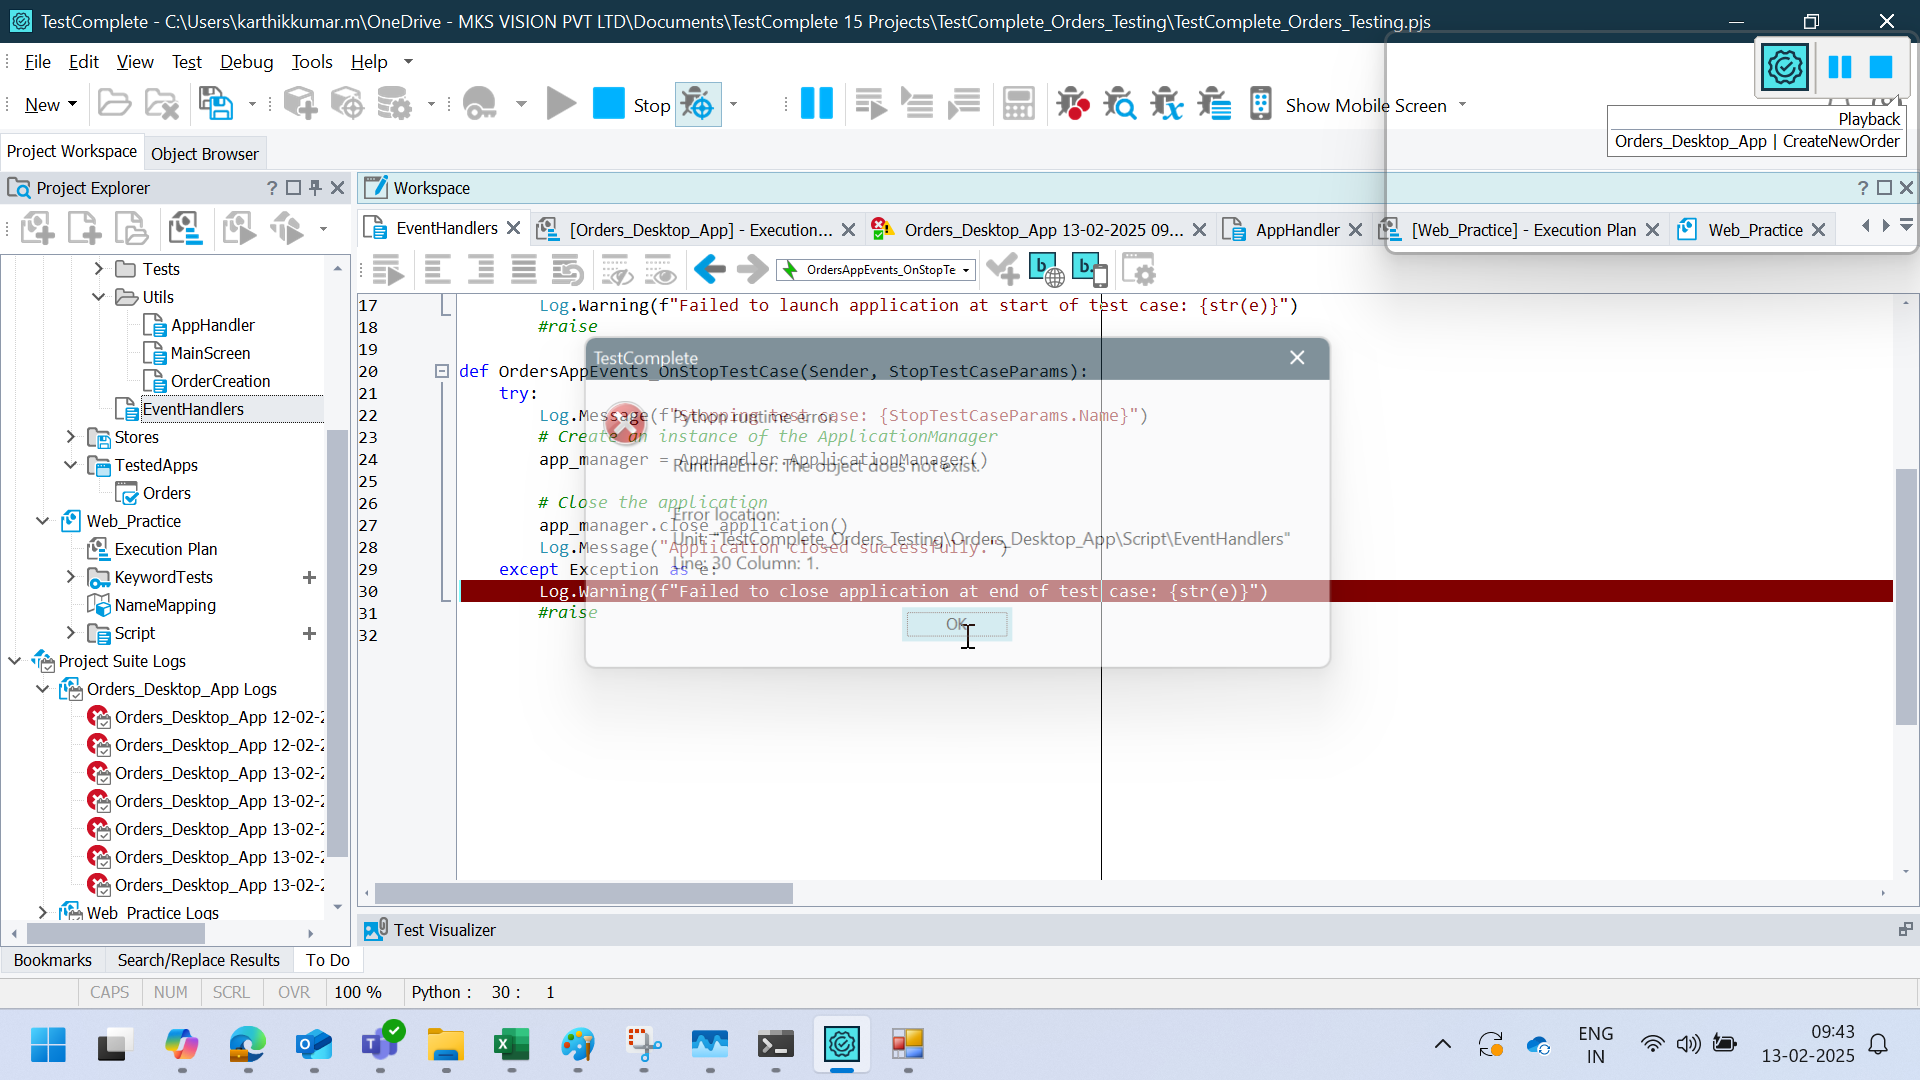 TestComplete - C:\Users\karthikkumar.m\OneDrive - MKS VISION PVT LTD\Documents\TestComplete 15 Projects\TestComplete_Orders_Testing\TestComplete_Orders_Testing.pjs
File Edit View Test Debug Tools Help
New Stop Show Mobile Screen
Playback
Orders_Desktop_App | CreateNewOrder
Project Workspace Object Browser
Project Explorer
Workspace
EventHandlers [Orders_Desktop_App] - Execution... Orders_Desktop_App 13-02-2025 09... AppHandler [Web_Practice] - Execution Plan Web_Practice
OrdersAppEvents_OnStopTe
Tests
Utils
AppHandler
MainScreen
OrderCreation
EventHandlers
Stores
TestedApps
Orders
Web_Practice
Execution Plan
KeywordTests
NameMapping
Script
Project Suite Logs
Orders_Desktop_App Logs
Orders_Desktop_App 12-02-2
Orders_Desktop_App 12-02-2
Orders_Desktop_App 13-02-2
Orders_Desktop_App 13-02-2
Orders_Desktop_App 13-02-2
Orders_Desktop_App 13-02-2
Orders_Desktop_App 13-02-2
Web_Practice Logs
17 Log.Warning(f"Failed to launch application at start of test case: {str(e)}")
18 #raise
19
20 def OrdersAppEvents_OnStopTestCase(Sender, StopTestCaseParams):
21 try:
22 Log.Message(f"Stopping test case: {StopTestCaseParams.Name}")
23 # Create an instance of the ApplicationManager
24 app_manager = AppHandler.ApplicationManager()
25
26 # Close the application
27 app_manager.close_application()
28 Log.Message("Application closed successfully.")
29 except Exception as e:
30 Log.Warning(f"Failed to close application at end of test case: {str(e)}")
31 #raise
32
TestComplete
Python runtime error.
RuntimeError: The object does not exist.
Error location:
Unit: "TestComplete_Orders_Testing\Orders_Desktop_App\Script\EventHandlers"
Line: 30 Column: 1.
OK
Test Visualizer
Bookmarks Search/Replace Results To Do
CAPS NUM SCRL OVR 100 % Python : 30 : 1
ENG
IN
09:43
13-02-2025